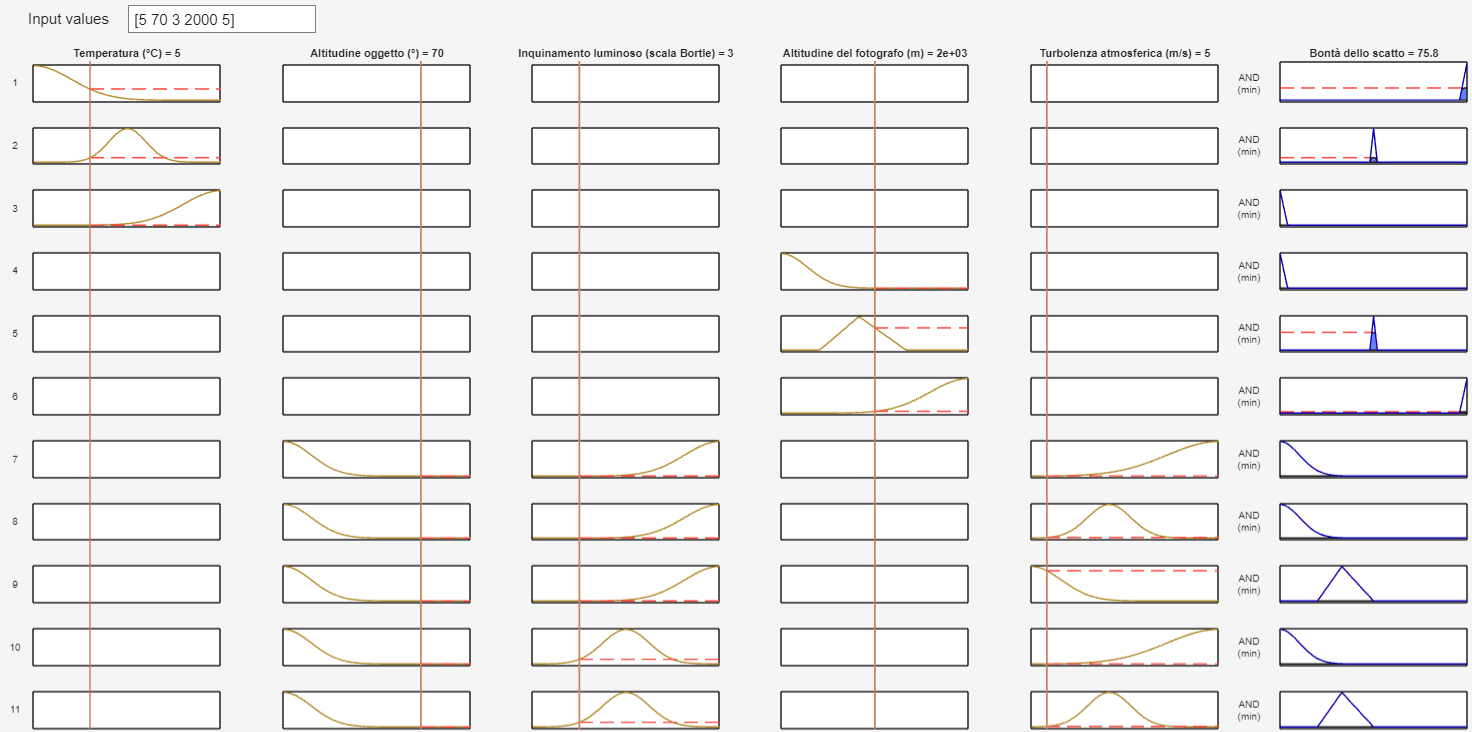 Input values [5 70 3 2000 5]
Temperatura (°C) = 5 Altitudine oggetto (°) = 70 Inquinamento luminoso (scala Bortle) = 3 Altitudine del fotografo (m) = 2e+03 Turbolenza atmosferica (m/s) = 5 Bontà dello scatto = 75.8
1 AND
(min)
2 AND
(min)
3 AND
(min)
4 AND
(min)
5 AND
(min)
6 AND
(min)
7 AND
(min)
8 AND
(min)
9 AND
(min)
10 AND
(min)
11 AND
(min)